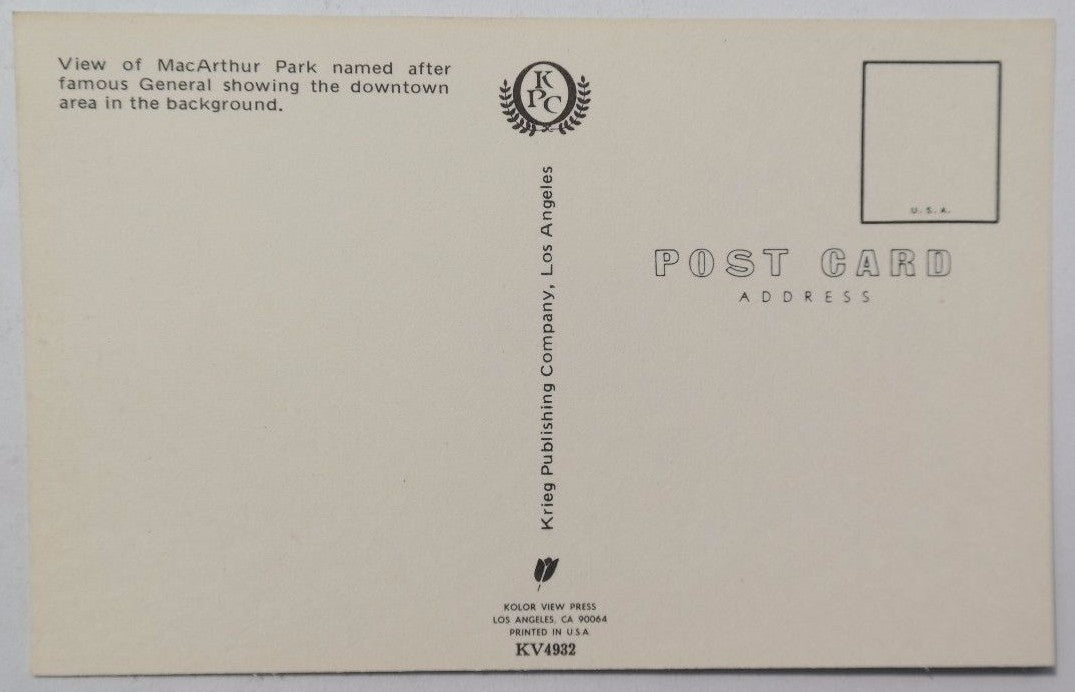 View of MacArthur Park named after
famous General showing the downtown
area in the background.
KPC
Krieg Publishing Company, Los Angeles
U. S. A.
POST CARD
ADDRESS
KOLOR VIEW PRESS
LOS ANGELES, CA 90064
PRINTED IN U.S.A
KV4932